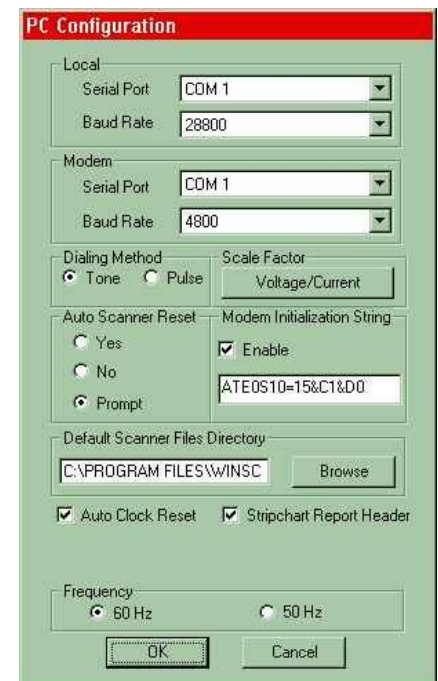 PC Configuration
Local
Serial Port COM 1
Baud Rate 28800
Modem
Serial Port COM 1
Baud Rate 4800
Dialing Method
Tone Pulse
Scale Factor
Voltage/Current
Auto Scanner Reset
Yes
No
Prompt
Modem Initialization String
Enable
ATE0S10=15&C1&D0
Default Scanner Files Directory
C:\PROGRAM FILES\WINSC Browse
Auto Clock Reset Stripchart Report Header
Frequency
60 Hz 50 Hz
OK Cancel